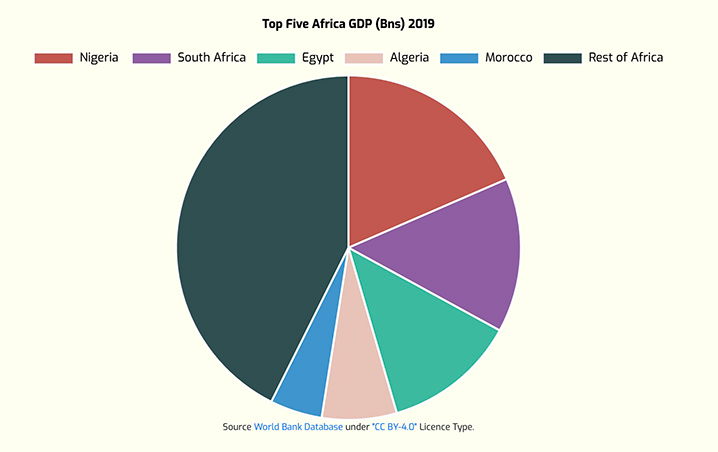 Top Five Africa GDP (Bns) 2019
Nigeria South Africa Egypt Algeria Morocco Rest of Africa
Source World Bank Database under "CC BY-4.0" Licence Type.